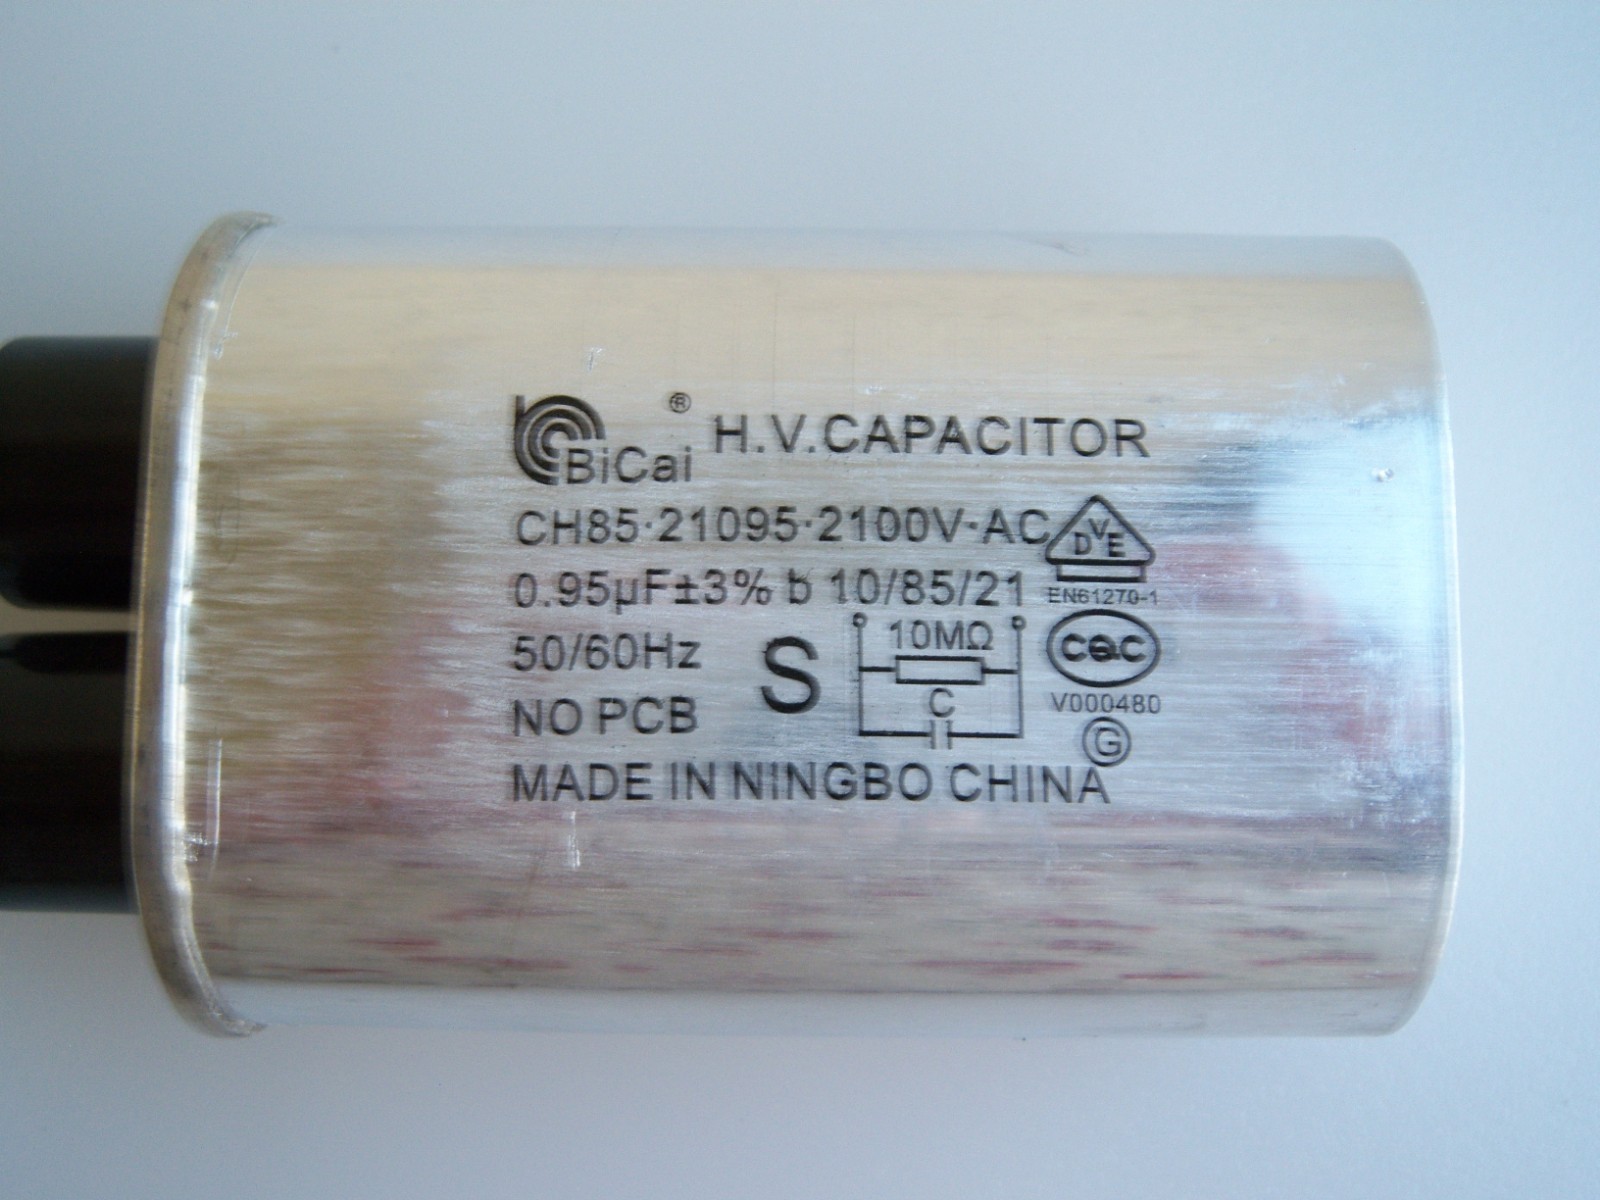 BiCai ® H.V.CAPACITOR
CH85·21095·2100V·AC
DVE
0.95µF±3% b 10/85/21
EN61270-1
50/60Hz
S
10MΩ
C
CQC
NO PCB
V000480
G
MADE IN NINGBO CHINA